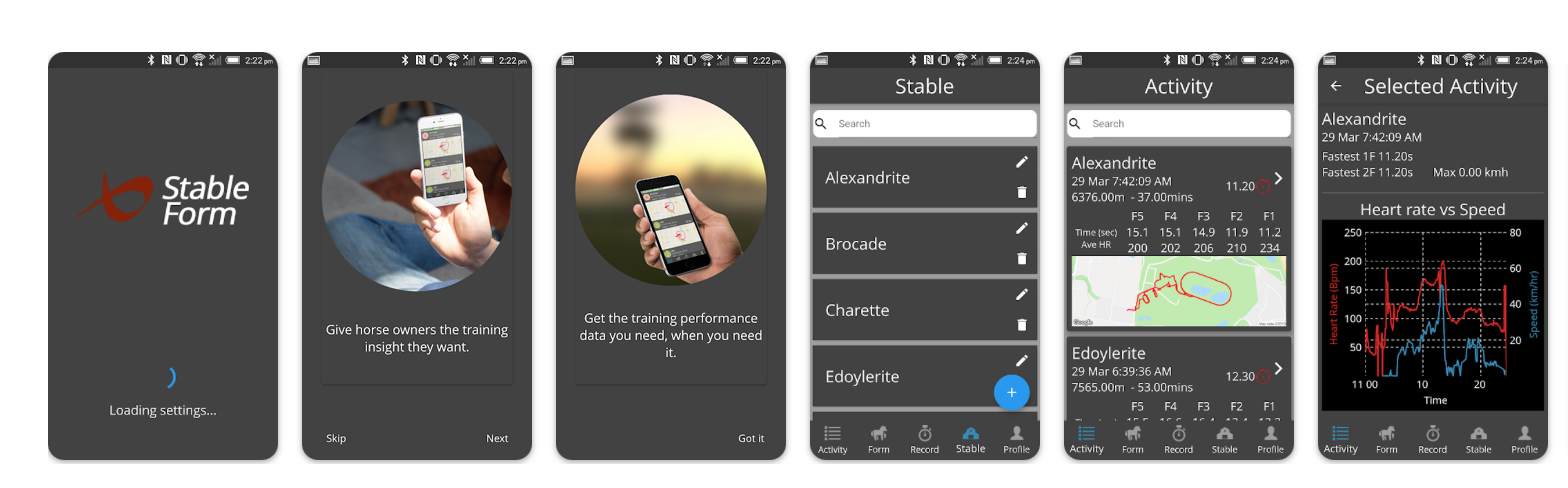 2:22 pm
Stable
Form
Loading settings...
2:22 pm
Give horse owners the training
insight they want.
Skip
Next
2:22 pm
Get the training performance
data you need, when you need
it.
Got it
2:24 pm
Stable
Search
Alexandrite
Brocade
Charette
Edoylerite
+
Activity Form Record Stable Profile
2:24 pm
Activity
Search
Alexandrite
29 Mar 7:42:09 AM
11.20
6376.00m - 37.00mins
F5 F4 F3 F2 F1
Time (sec) 15.1 15.1 14.9 11.9 11.2
Ave HR 200 202 206 210 234
Google
Edoylerite
29 Mar 6:39:36 AM
12.30
7565.00m - 53.00mins
F5 F4 F3 F2 F1
Activity Form Record Stable Profile
2:24 pm
Selected Activity
Alexandrite
29 Mar 7:42:09 AM
Fastest 1F 11.20s
Fastest 2F 11.20s Max 0.00 kmh
Heart rate vs Speed
250 80
200 60
150 40
100 20
50
Heart Rate (Bpm)
Speed (km/hr)
11 00 10 20
Time
Activity Form Record Stable Profile